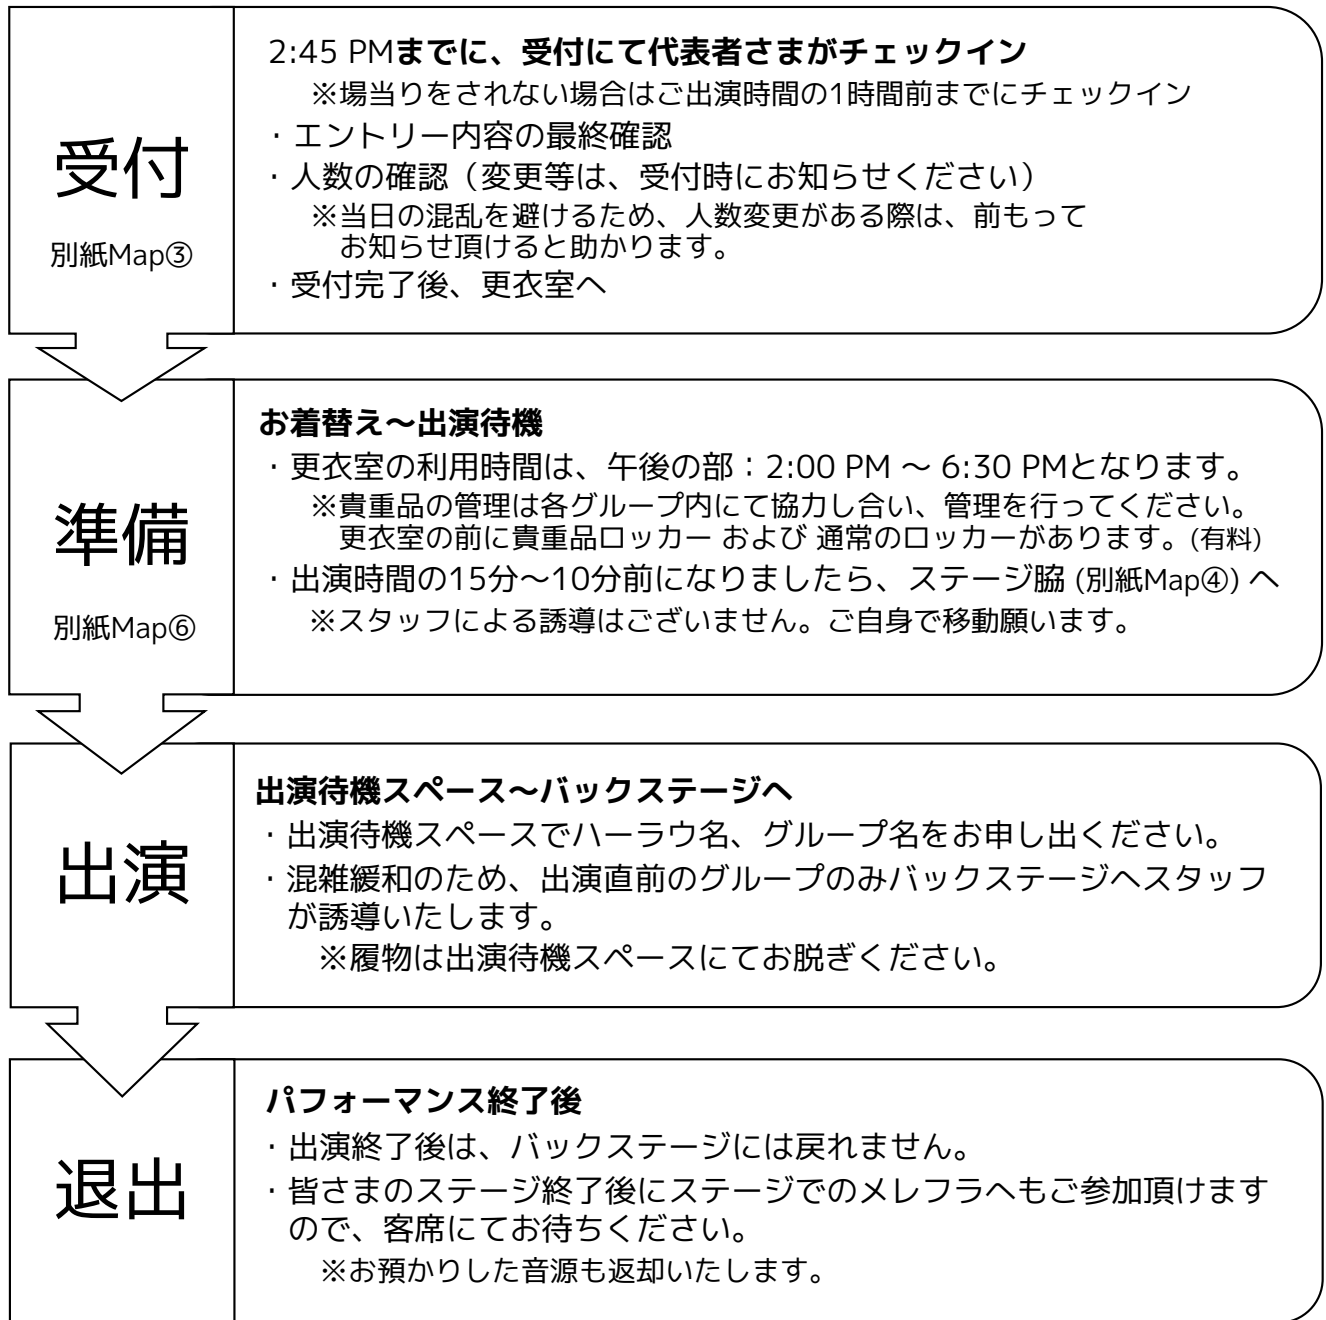 受付
別紙Map③
2:45 PMまでに、受付にて代表者さまがチェックイン
※場当りをされない場合はご出演時間の1時間前までにチェックイン
・エントリー内容の最終確認
・人数の確認（変更等は、受付時にお知らせください）
※当日の混乱を避けるため、人数変更がある際は、前もって
お知らせ頂けると助かります。
・受付完了後、更衣室へ
準備
別紙Map⑥
お着替え～出演待機
・更衣室の利用時間は、午後の部：2:00 PM ～ 6:30 PMとなります。
※貴重品の管理は各グループ内にて協力し合い、管理を行ってください。
更衣室の前に貴重品ロッカー および 通常のロッカーがあります。(有料)
・出演時間の15分～10分前になりましたら、ステージ脇 (別紙Map④) へ
※スタッフによる誘導はございません。ご自身で移動願います。
出演
出演待機スペース～バックステージへ
・出演待機スペースでハーラウ名、グループ名をお申し出ください。
・混雑緩和のため、出演直前のグループのみバックステージへスタッフ
が誘導いたします。
※履物は出演待機スペースにてお脱ぎください。
退出
パフォーマンス終了後
・出演終了後は、バックステージには戻れません。
・皆さまのステージ終了後にステージでのメレフラへもご参加頂けます
ので、客席にてお待ちください。
※お預かりした音源も返却いたします。